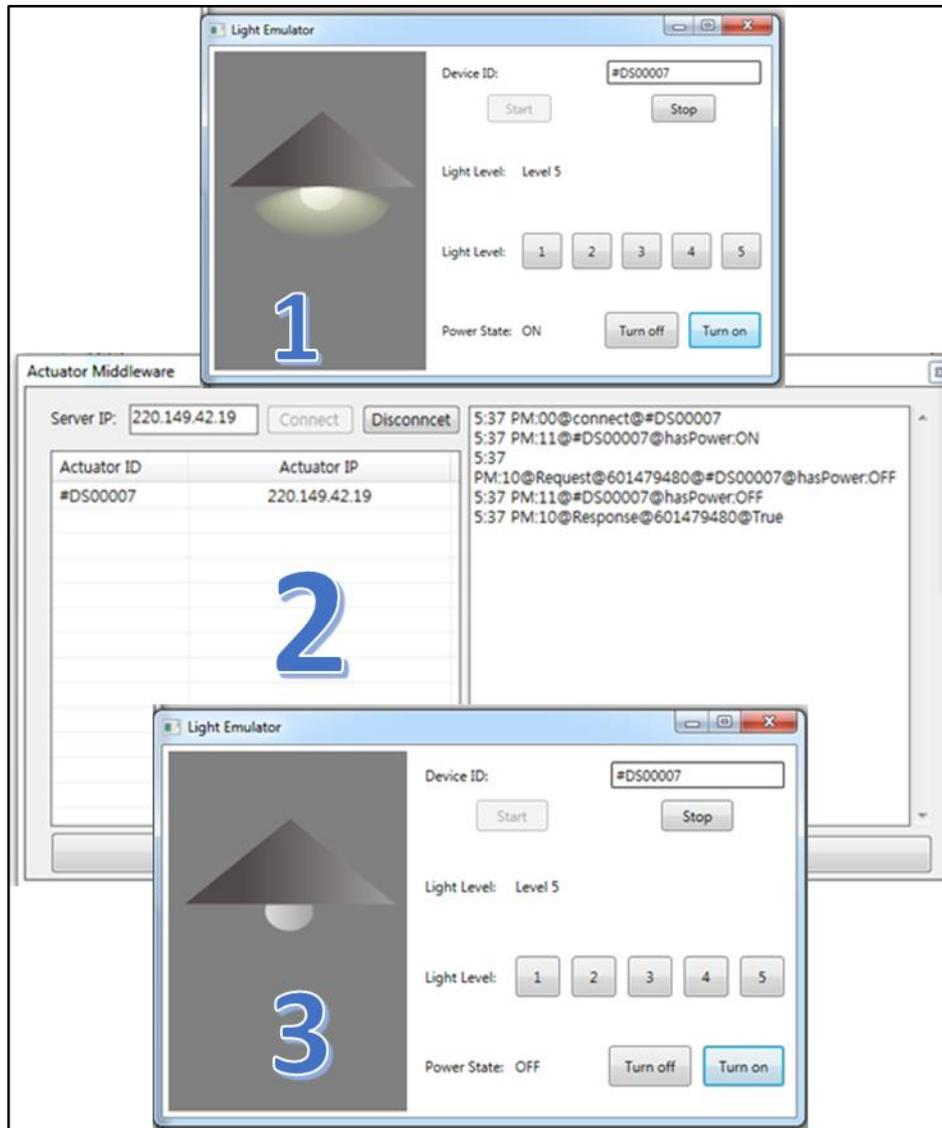 Light Emulator
Device ID: #DS00007
Start Stop
Light Level: Level 5
Light Level: 1 2 3 4 5
Power State: ON Turn off Turn on
1
Actuator Middleware
Server IP: 220.149.42.19 Connect Disconncet
Actuator ID Actuator IP
#DS00007 220.149.42.19
5:37 PM:00@connect@#DS00007
5:37 PM:11@#DS00007@hasPower:ON
5:37
PM:10@Request@601479480@#DS00007@hasPower:OFF
5:37 PM:11@#DS00007@hasPower:OFF
5:37 PM:10@Response@601479480@True
2
Light Emulator
Device ID: #DS00007
Start Stop
Light Level: Level 5
Light Level: 1 2 3 4 5
Power State: OFF Turn off Turn on
3